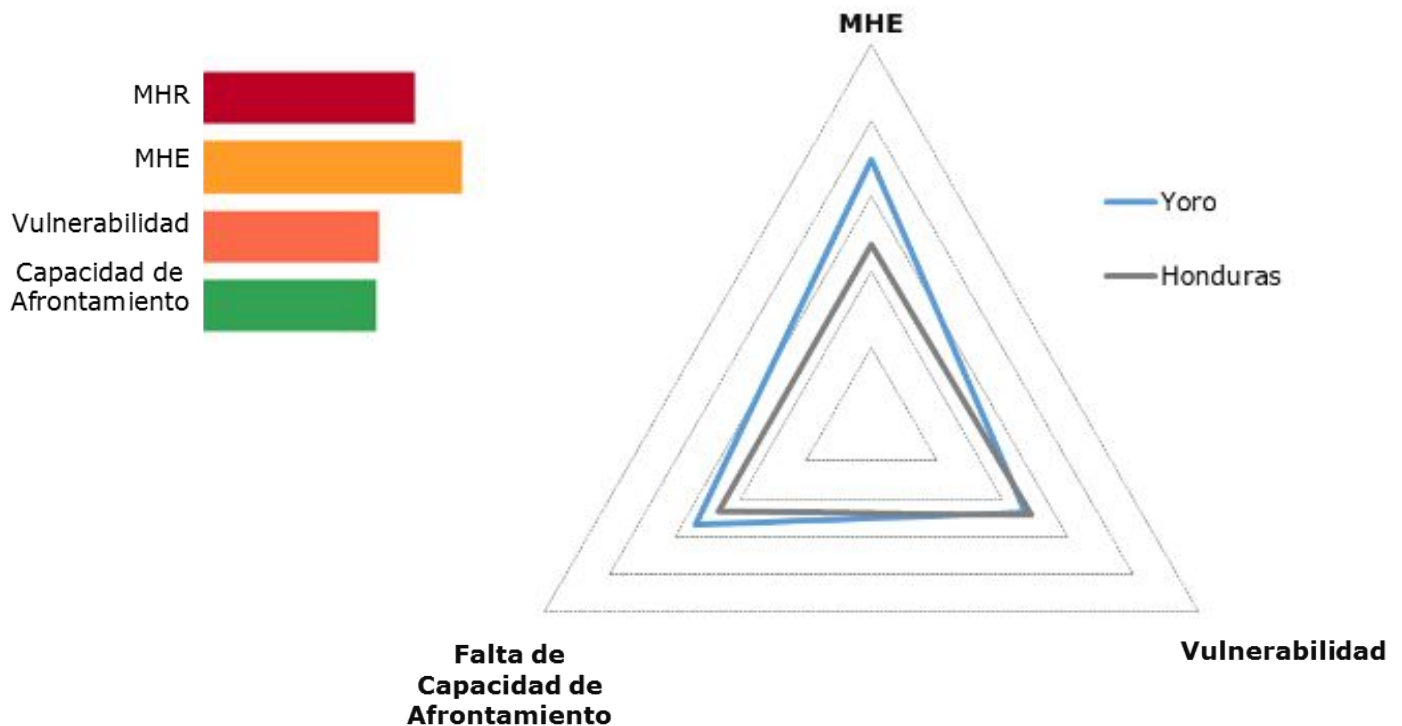 MHR
MHE
Vulnerabilidad
Capacidad de
Afrontamiento
MHE
Yoro
Honduras
Falta de
Capacidad de
Afrontamiento
Vulnerabilidad